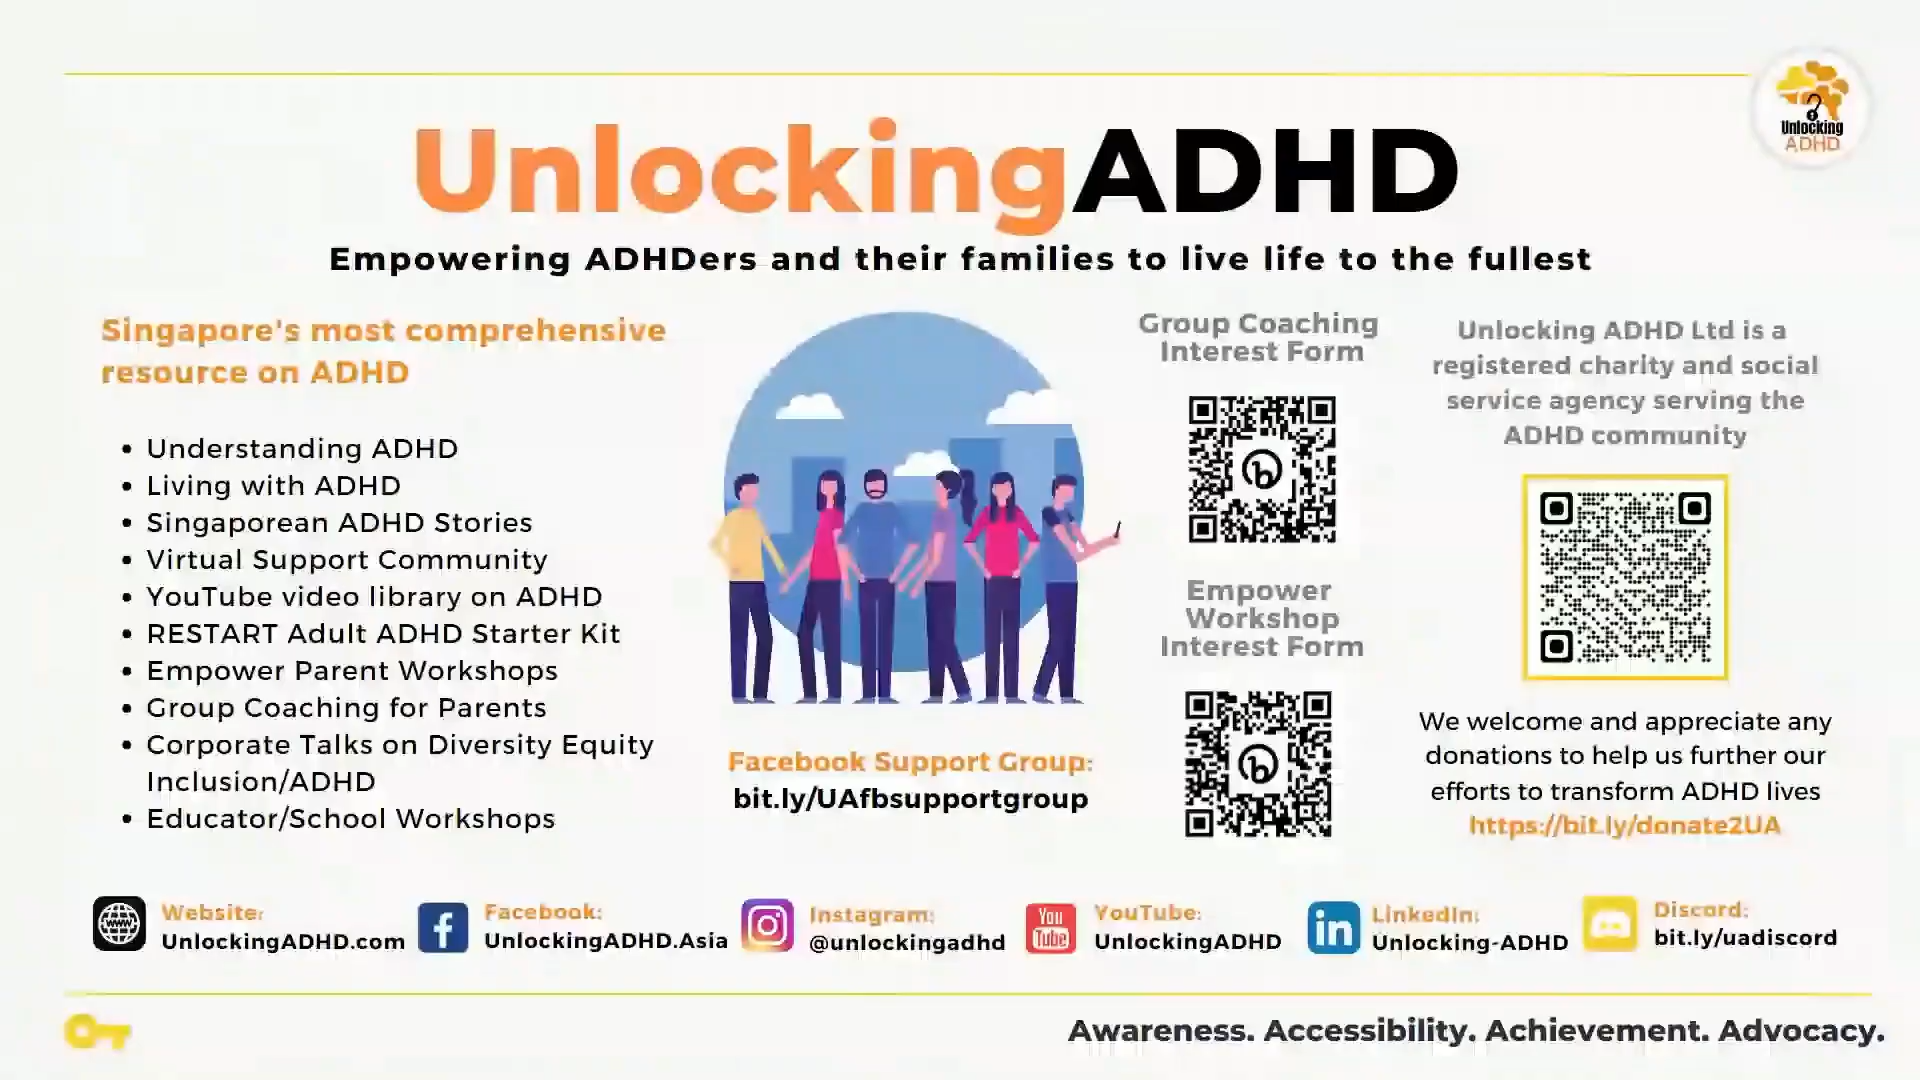 Unlocking
ADHD
UnlockingADHD
Empowering ADHDers and their families to live life to the fullest
Singapore's most comprehensive
resource on ADHD
• Understanding ADHD
• Living with ADHD
• Singaporean ADHD Stories
• Virtual Support Community
• YouTube video library on ADHD
• RESTART Adult ADHD Starter Kit
• Empower Parent Workshops
• Group Coaching for Parents
• Corporate Talks on Diversity Equity
Inclusion/ADHD
• Educator/School Workshops
Facebook Support Group:
bit.ly/UAfbsupportgroup
Group Coaching
Interest Form
b
Empower
Workshop
Interest Form
b
Unlocking ADHD Ltd is a
registered charity and social
service agency serving the
ADHD community
We welcome and appreciate any
donations to help us further our
efforts to transform ADHD lives
https://bit.ly/donate2UA
www
Website:
UnlockingADHD.com
f
Facebook:
UnlockingADHD.Asia
Instagram:
@unlockingadhd
You
Tube
YouTube:
UnlockingADHD
in
LinkedIn:
Unlocking-ADHD
Discord:
bit.ly/uadiscord
Awareness. Accessibility. Achievement. Advocacy.